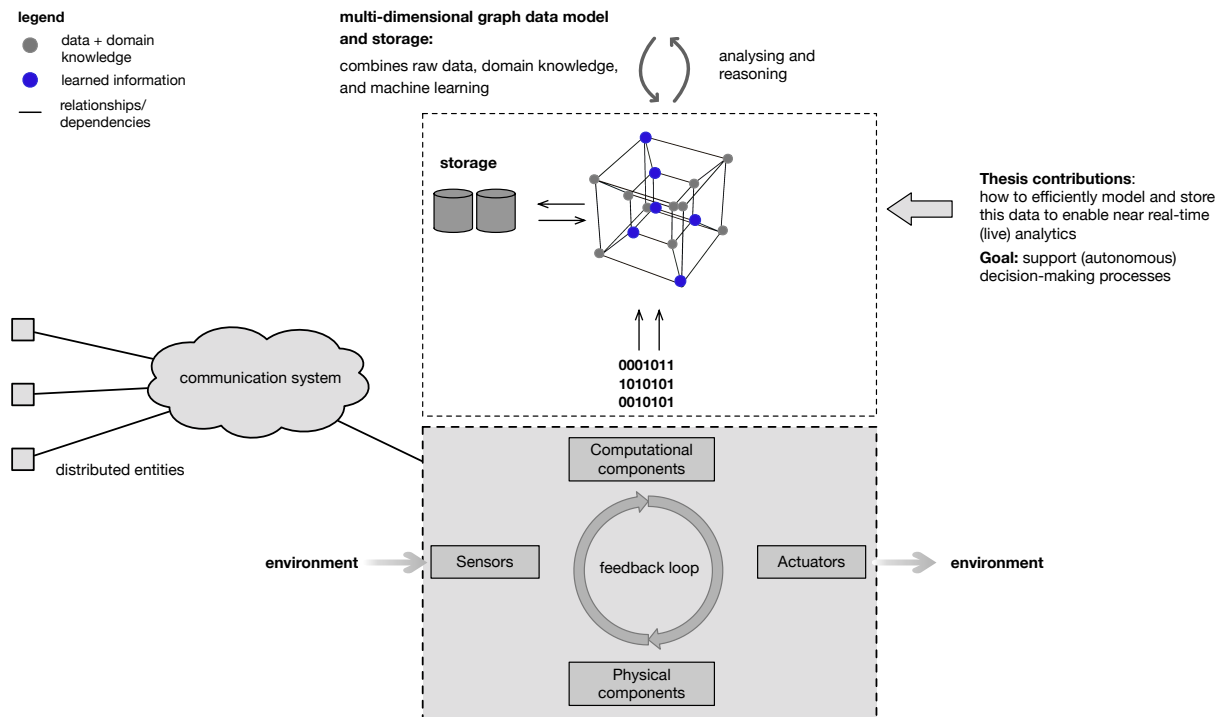 legend
data + domain
knowledge
learned information
relationships/
dependencies
multi-dimensional graph data model
and storage:
combines raw data, domain knowledge,
and machine learning
analysing and
reasoning
storage
Thesis contributions:
how to efficiently model and store
this data to enable near real-time
(live) analytics
Goal: support (autonomous)
decision-making processes
0001011
1010101
0010101
communication system
distributed entities
Computational
components
environment
Sensors
feedback loop
Actuators
environment
Physical
components